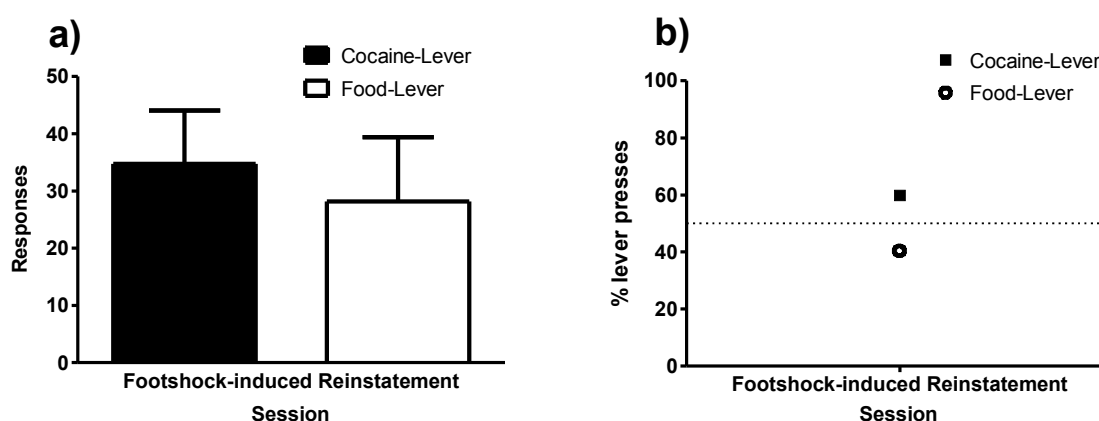 a)
Cocaine-Lever
Food-Lever
50
40
30
20
10
0
Responses
Footshock-induced Reinstatement
Session
b)
Cocaine-Lever
Food-Lever
100
80
60
40
20
0
% lever presses
Footshock-induced Reinstatement
Session